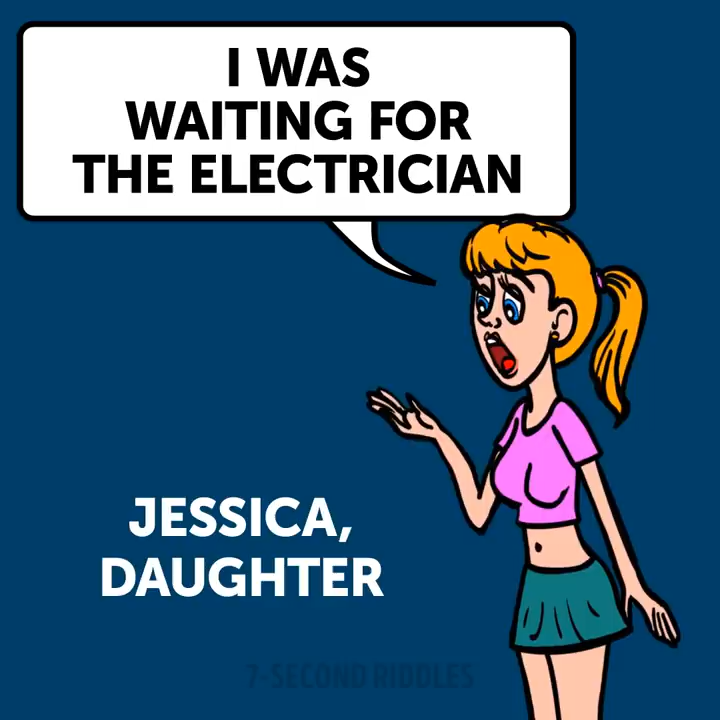 I WAS
WAITING FOR
THE ELECTRICIAN
JESSICA,
DAUGHTER
7-SECOND RIDDLES